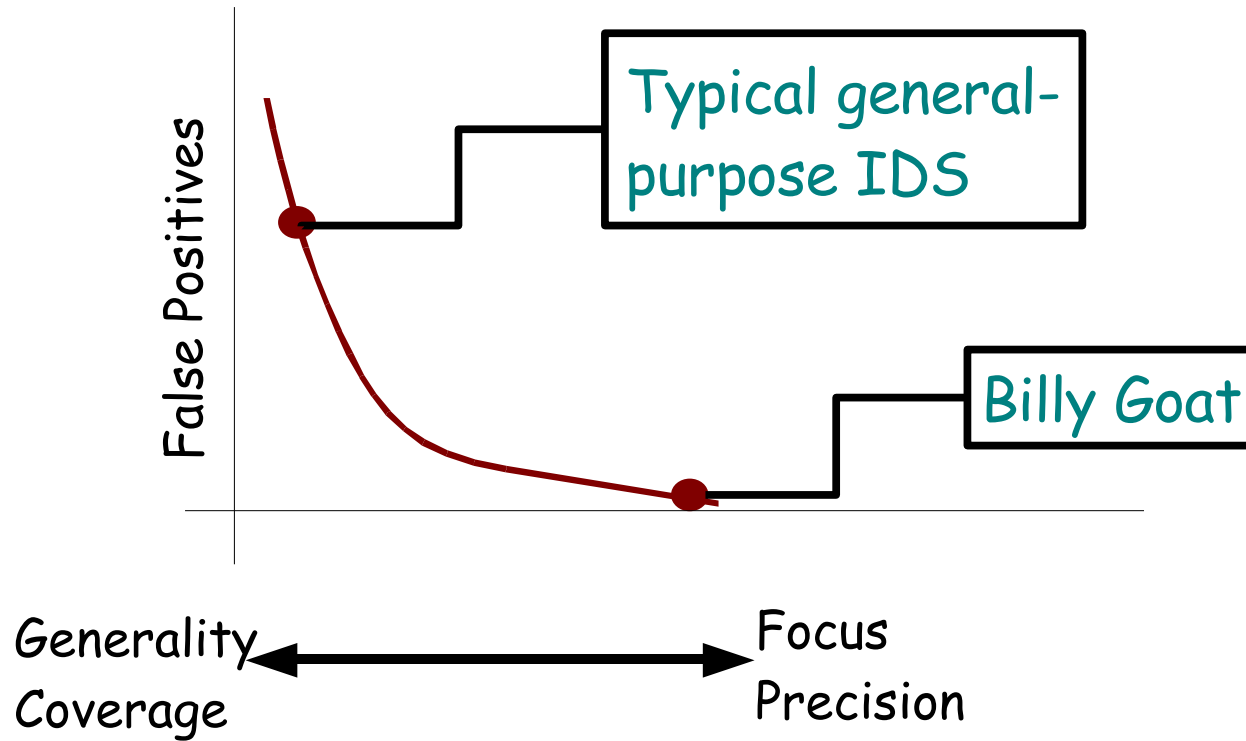 Typical general-
purpose IDS
False Positives
Billy Goat
Generality
Coverage
Focus
Precision